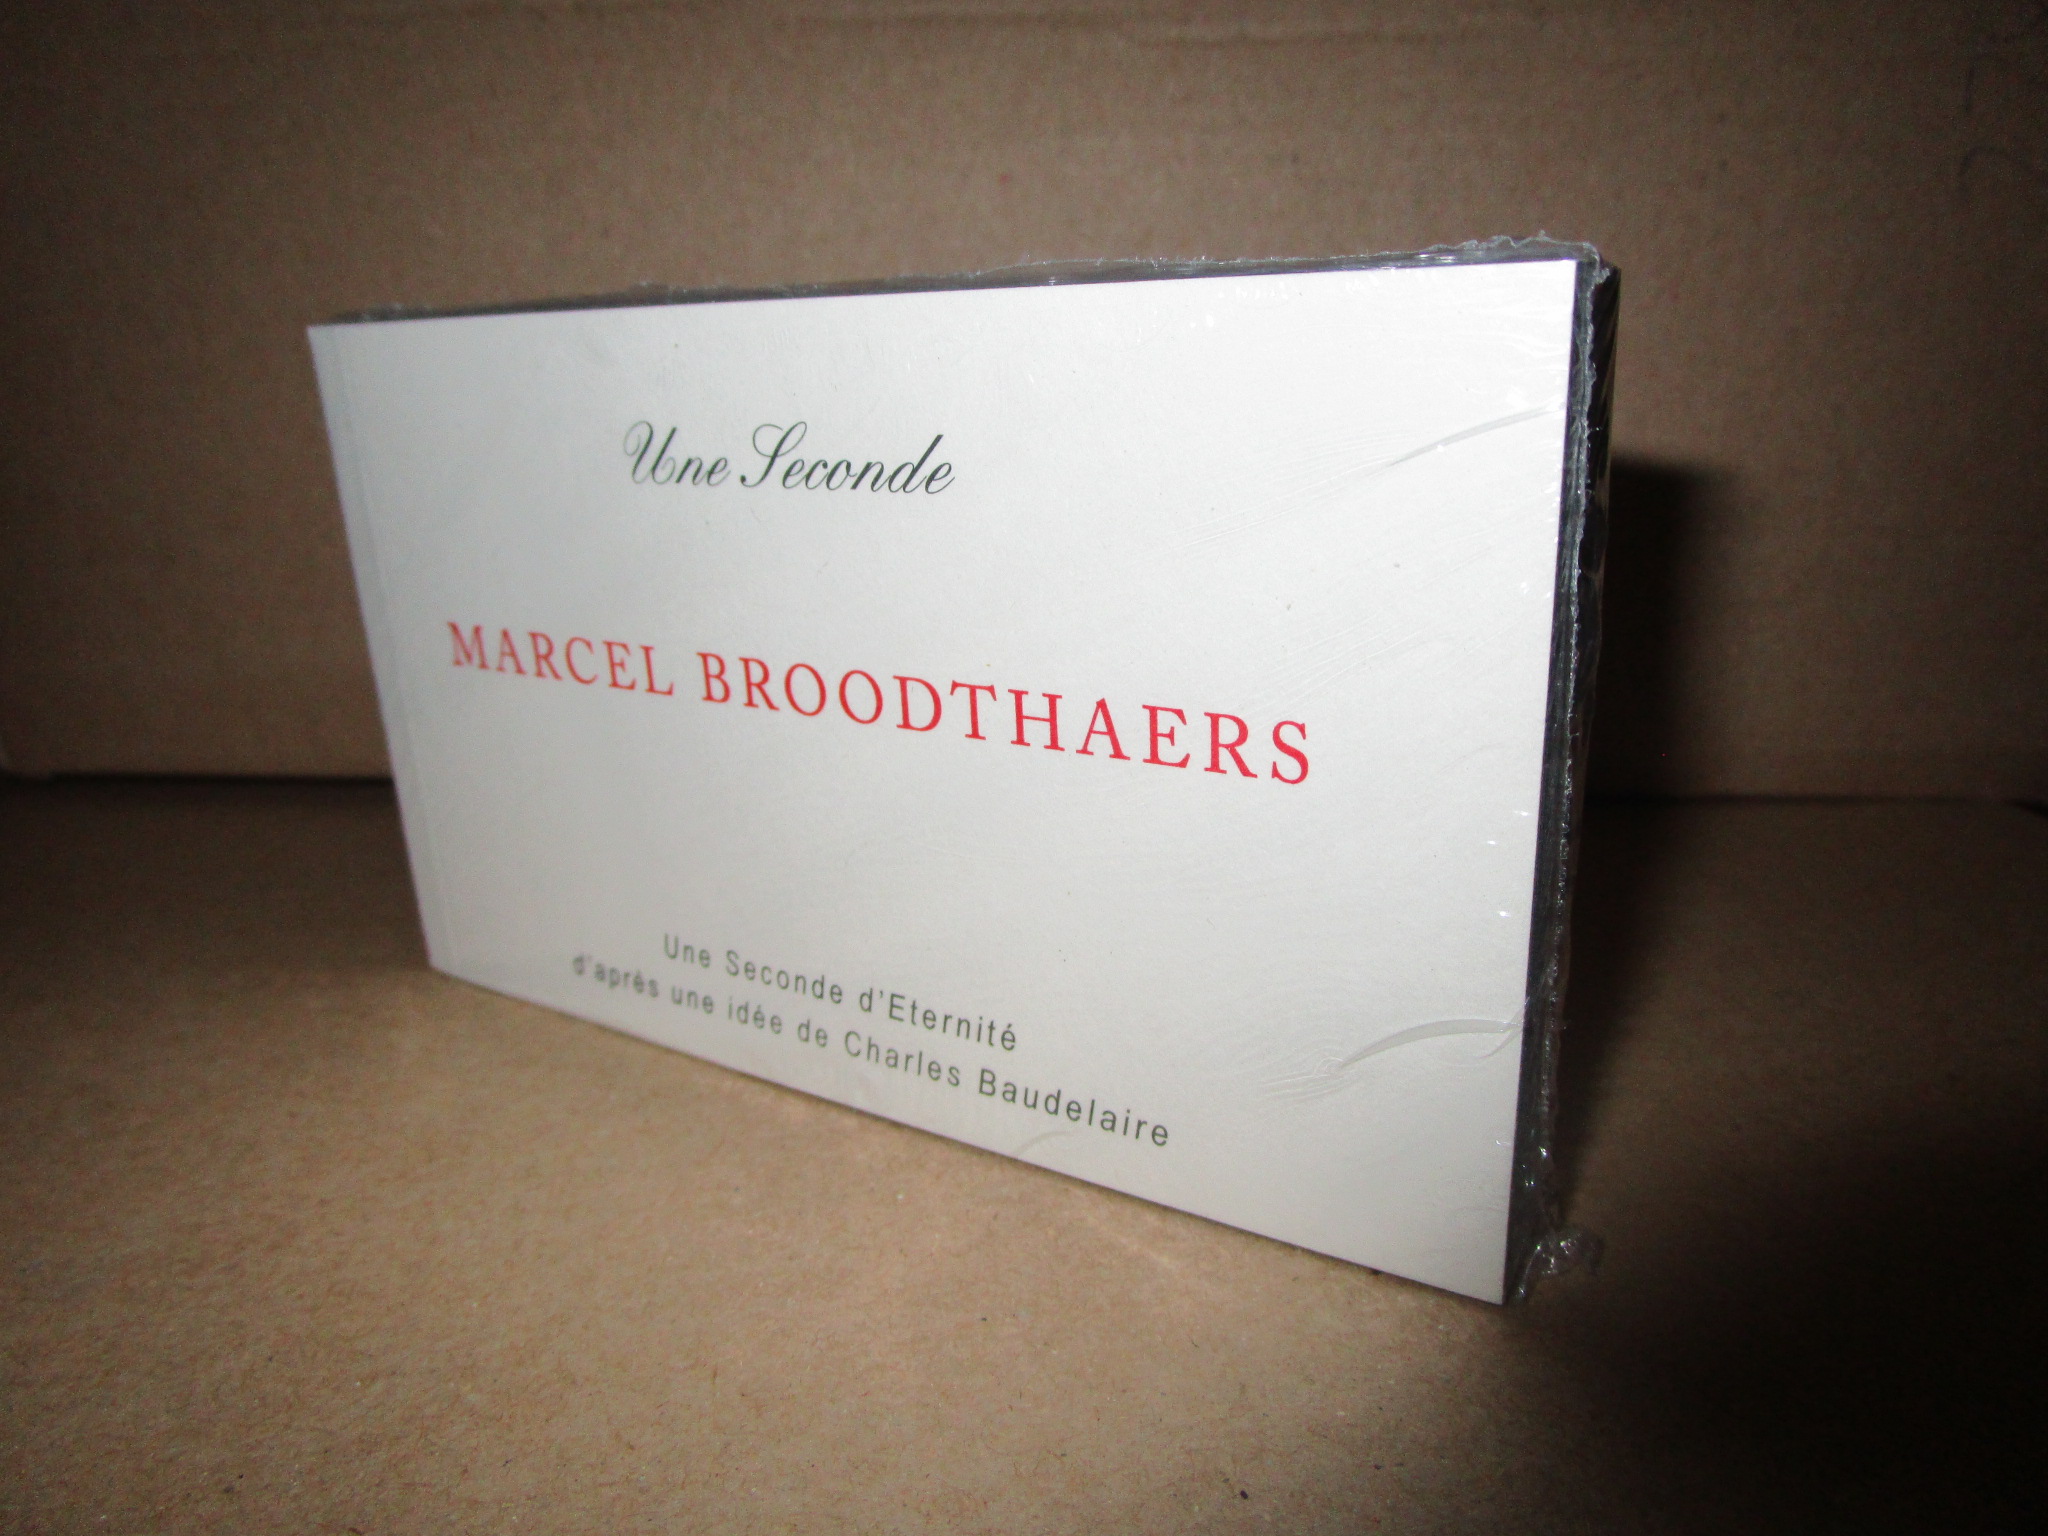 Une Seconde
MARCEL BROODTHAERS
Une Seconde d'Eternité
d'après une idée de Charles Baudelaire